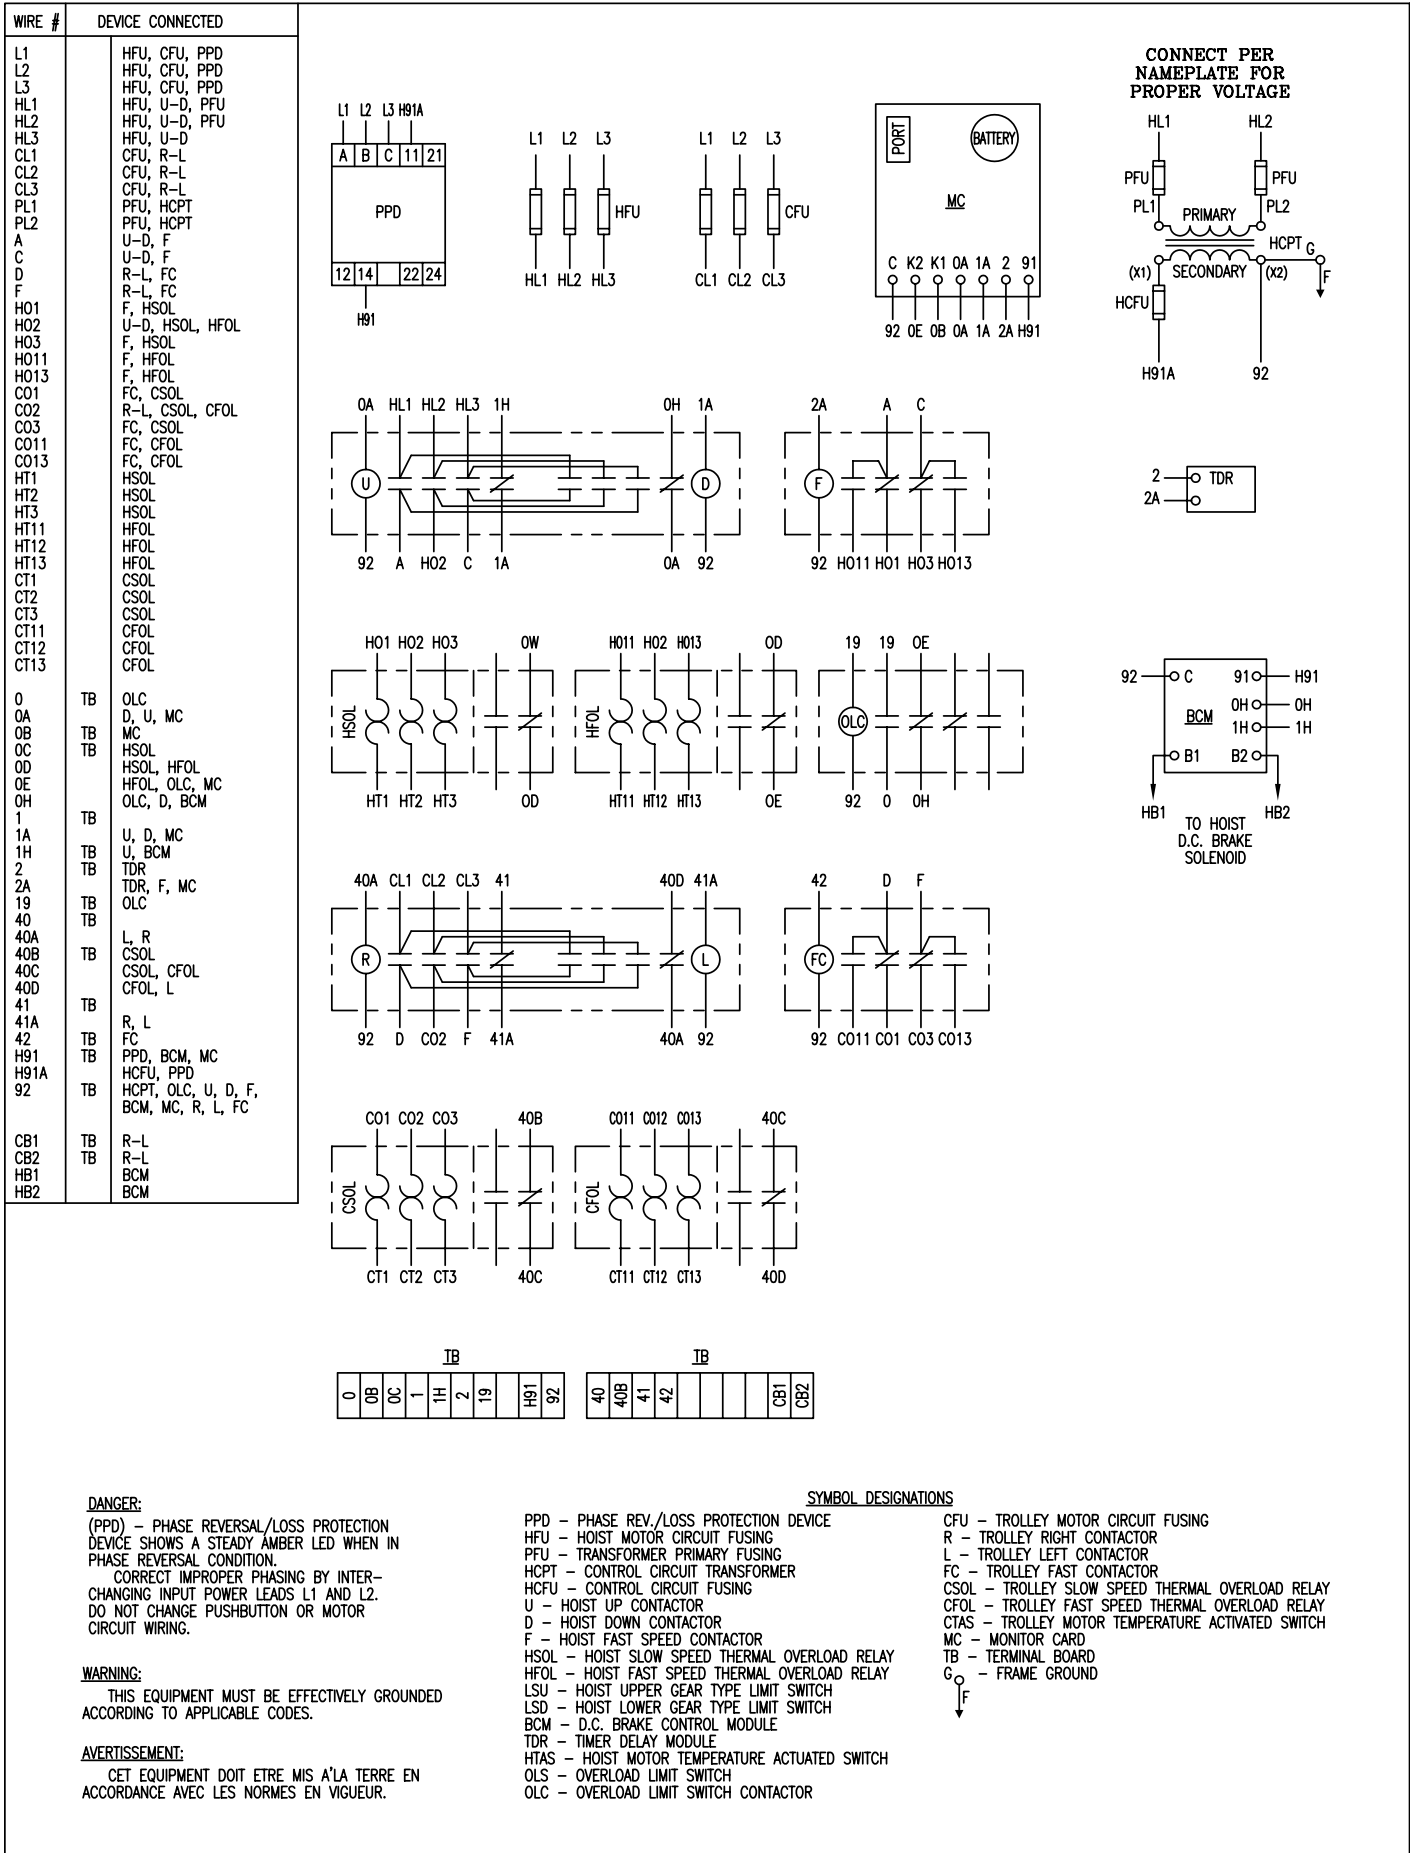 WIRE # DEVICE CONNECTED
L1 HFU, CFU, PPD
L2 HFU, CFU, PPD
L3 HFU, CFU, PPD
HL1 HFU, U-D, PFU
HL2 HFU, U-D, PFU
HL3 HFU, U-D
CL1 CFU, R-L
CL2 CFU, R-L
CL3 CFU, R-L
PL1 PFU, HCPT
PL2 PFU, HCPT
A U-D, F
C U-D, F
D R-L, FC
F R-L, FC
HO1 F, HSOL
HO2 U-D, HSOL, HFOL
HO3 F, HSOL
HO11 F, HFOL
HO13 F, HFOL
CO1 FC, CSOL
CO2 R-L, CSOL, CFOL
CO3 FC, CSOL
CO11 FC, CFOL
CO13 FC, CFOL
HT1 HSOL
HT2 HSOL
HT3 HSOL
HT11 HFOL
HT12 HFOL
HT13 HFOL
CT1 CSOL
CT2 CSOL
CT3 CSOL
CT11 CFOL
CT12 CFOL
CT13 CFOL
0 TB OLC
0A D, U, MC
0B TB MC
0C TB HSOL
0D HSOL, HFOL
0E HFOL, OLC, MC
0H OLC, D, BCM
1 TB
1A U, D, MC
1H TB U, BCM
2 TB TDR
2A TDR, F, MC
19 TB OLC
40 TB
40A L, R
40B TB CSOL
40C CSOL, CFOL
40D CFOL, L
41 TB
41A R, L
42 TB FC
H91 TB PPD, BCM, MC
H91A HCFU, PPD
92 TB HCPT, OLC, U, D, F,
BCM, MC, R, L, FC
CB1 TB R-L
CB2 TB R-L
HB1 BCM
HB2 BCM
L1 L2 L3 H91A
A B C 11 21
PPD
12 14 22 24
H91
L1 L2 L3
HFU
HL1 HL2 HL3
L1 L2 L3
CFU
CL1 CL2 CL3
PORT
BATTERY
MC
C K2 K1 0A 1A 2 91
92 0E 0B 0A 1A 2A H91
CONNECT PER
NAMEPLATE FOR
PROPER VOLTAGE
HL1 HL2
PFU PFU
PL1 PRIMARY PL2
HCPT G
(X1) SECONDARY (X2) F
HCFU
H91A 92
0A HL1 HL2 HL3 1H 0H 1A
U D
92 A HO2 C 1A 0A 92
2A A C
F
92 HO11 HO1 HO3 HO13
2 TDR
2A
HO1 HO2 HO3 0W
HSOL
HT1 HT2 HT3 0D
HO11 HO2 HO13 0D
HFOL
HT11 HT12 HT13 0E
19 19 0E
OLC
92 0 0H
92 C 91 H91
0H 0H
BCM
1H 1H
B1 B2
HB1 HB2
TO HOIST
D.C. BRAKE
SOLENOID
40A CL1 CL2 CL3 41 40D 41A
R L
92 D CO2 F 41A 40A 92
42 D F
FC
92 CO11 CO1 CO3 CO13
CO1 CO2 CO3 40B
CSOL
CT1 CT2 CT3 40C
CO11 CO12 CO13 40C
CFOL
CT11 CT12 CT13 40D
TB
0 0B 0C 1 1H 2 19 H91 92
TB
40 40B 41 42 CB1 CB2
DANGER:
(PPD) - PHASE REVERSAL/LOSS PROTECTION
DEVICE SHOWS A STEADY AMBER LED WHEN IN
PHASE REVERSAL CONDITION.
CORRECT IMPROPER PHASING BY INTER-
CHANGING INPUT POWER LEADS L1 AND L2.
DO NOT CHANGE PUSHBUTTON OR MOTOR
CIRCUIT WIRING.
WARNING:
THIS EQUIPMENT MUST BE EFFECTIVELY GROUNDED
ACCORDING TO APPLICABLE CODES.
AVERTISSEMENT:
CET EQUIPMENT DOIT ETRE MIS A'LA TERRE EN
ACCORDANCE AVEC LES NORMES EN VIGUEUR.
SYMBOL DESIGNATIONS
PPD - PHASE REV./LOSS PROTECTION DEVICE
HFU - HOIST MOTOR CIRCUIT FUSING
PFU - TRANSFORMER PRIMARY FUSING
HCPT - CONTROL CIRCUIT TRANSFORMER
HCFU - CONTROL CIRCUIT FUSING
U - HOIST UP CONTACTOR
D - HOIST DOWN CONTACTOR
F - HOIST FAST SPEED CONTACTOR
HSOL - HOIST SLOW SPEED THERMAL OVERLOAD RELAY
HFOL - HOIST FAST SPEED THERMAL OVERLOAD RELAY
LSU - HOIST UPPER GEAR TYPE LIMIT SWITCH
LSD - HOIST LOWER GEAR TYPE LIMIT SWITCH
BCM - D.C. BRAKE CONTROL MODULE
TDR - TIMER DELAY MODULE
HTAS - HOIST MOTOR TEMPERATURE ACTUATED SWITCH
OLS - OVERLOAD LIMIT SWITCH
OLC - OVERLOAD LIMIT SWITCH CONTACTOR
CFU - TROLLEY MOTOR CIRCUIT FUSING
R - TROLLEY RIGHT CONTACTOR
L - TROLLEY LEFT CONTACTOR
FC - TROLLEY FAST CONTACTOR
CSOL - TROLLEY SLOW SPEED THERMAL OVERLOAD RELAY
CFOL - TROLLEY FAST SPEED THERMAL OVERLOAD RELAY
CTAS - TROLLEY MOTOR TEMPERATURE ACTIVATED SWITCH
MC - MONITOR CARD
TB - TERMINAL BOARD
G - FRAME GROUND
F